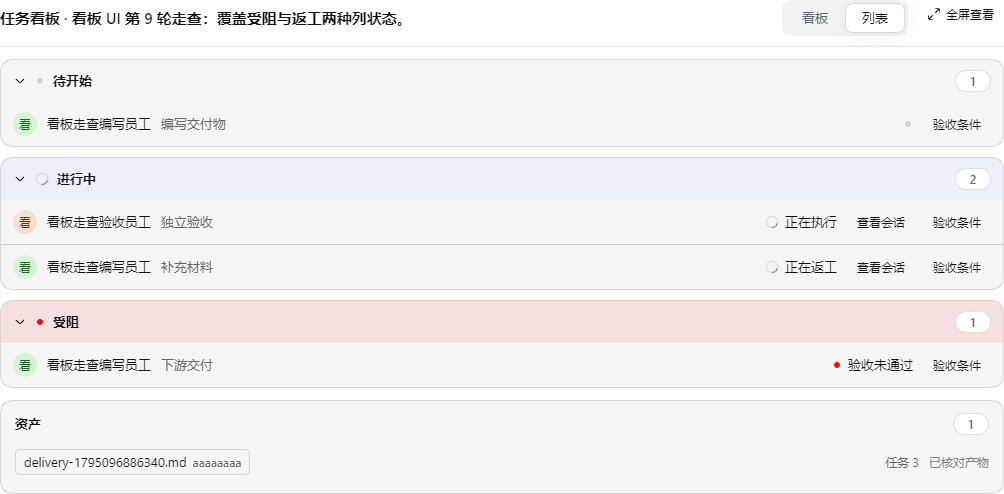 任务看板 · 看板 UI 第 9 轮走查：覆盖受阻与返工两种列状态。 看板 列表 全屏查看
待开始 1
看 看板走查编写员工 编写交付物 验收条件
进行中 2
看 看板走查验收员工 独立验收 正在执行 查看会话 验收条件
看 看板走查编写员工 补充材料 正在返工 查看会话 验收条件
受阻 1
看 看板走查编写员工 下游交付 验收未通过 验收条件
资产 1
delivery-1795096886340.md aaaaaaaa 任务 3 已核对产物